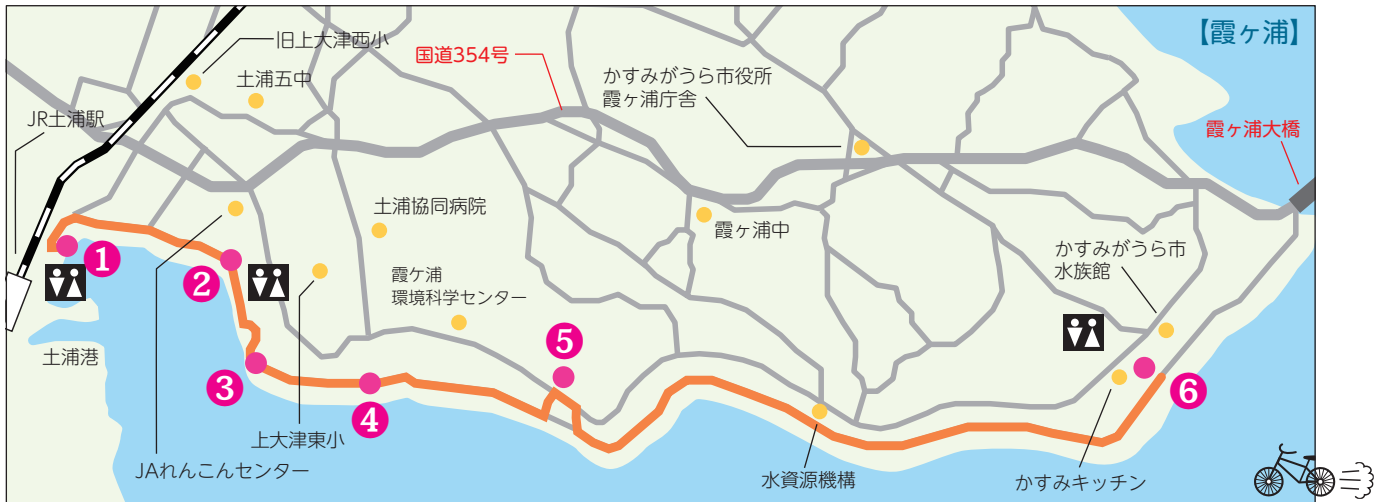 【霞ヶ浦】
旧上大津西小
国道354号
土浦五中
かすみがうら市役所
霞ヶ浦庁舎
JR土浦駅
霞ヶ浦大橋
土浦協同病院
霞ヶ浦中
かすみがうら市
水族館
霞ケ浦
環境科学センター
1
2
3
4
5
6
土浦港
上大津東小
JAれんこんセンター
水資源機構
かすみキッチン